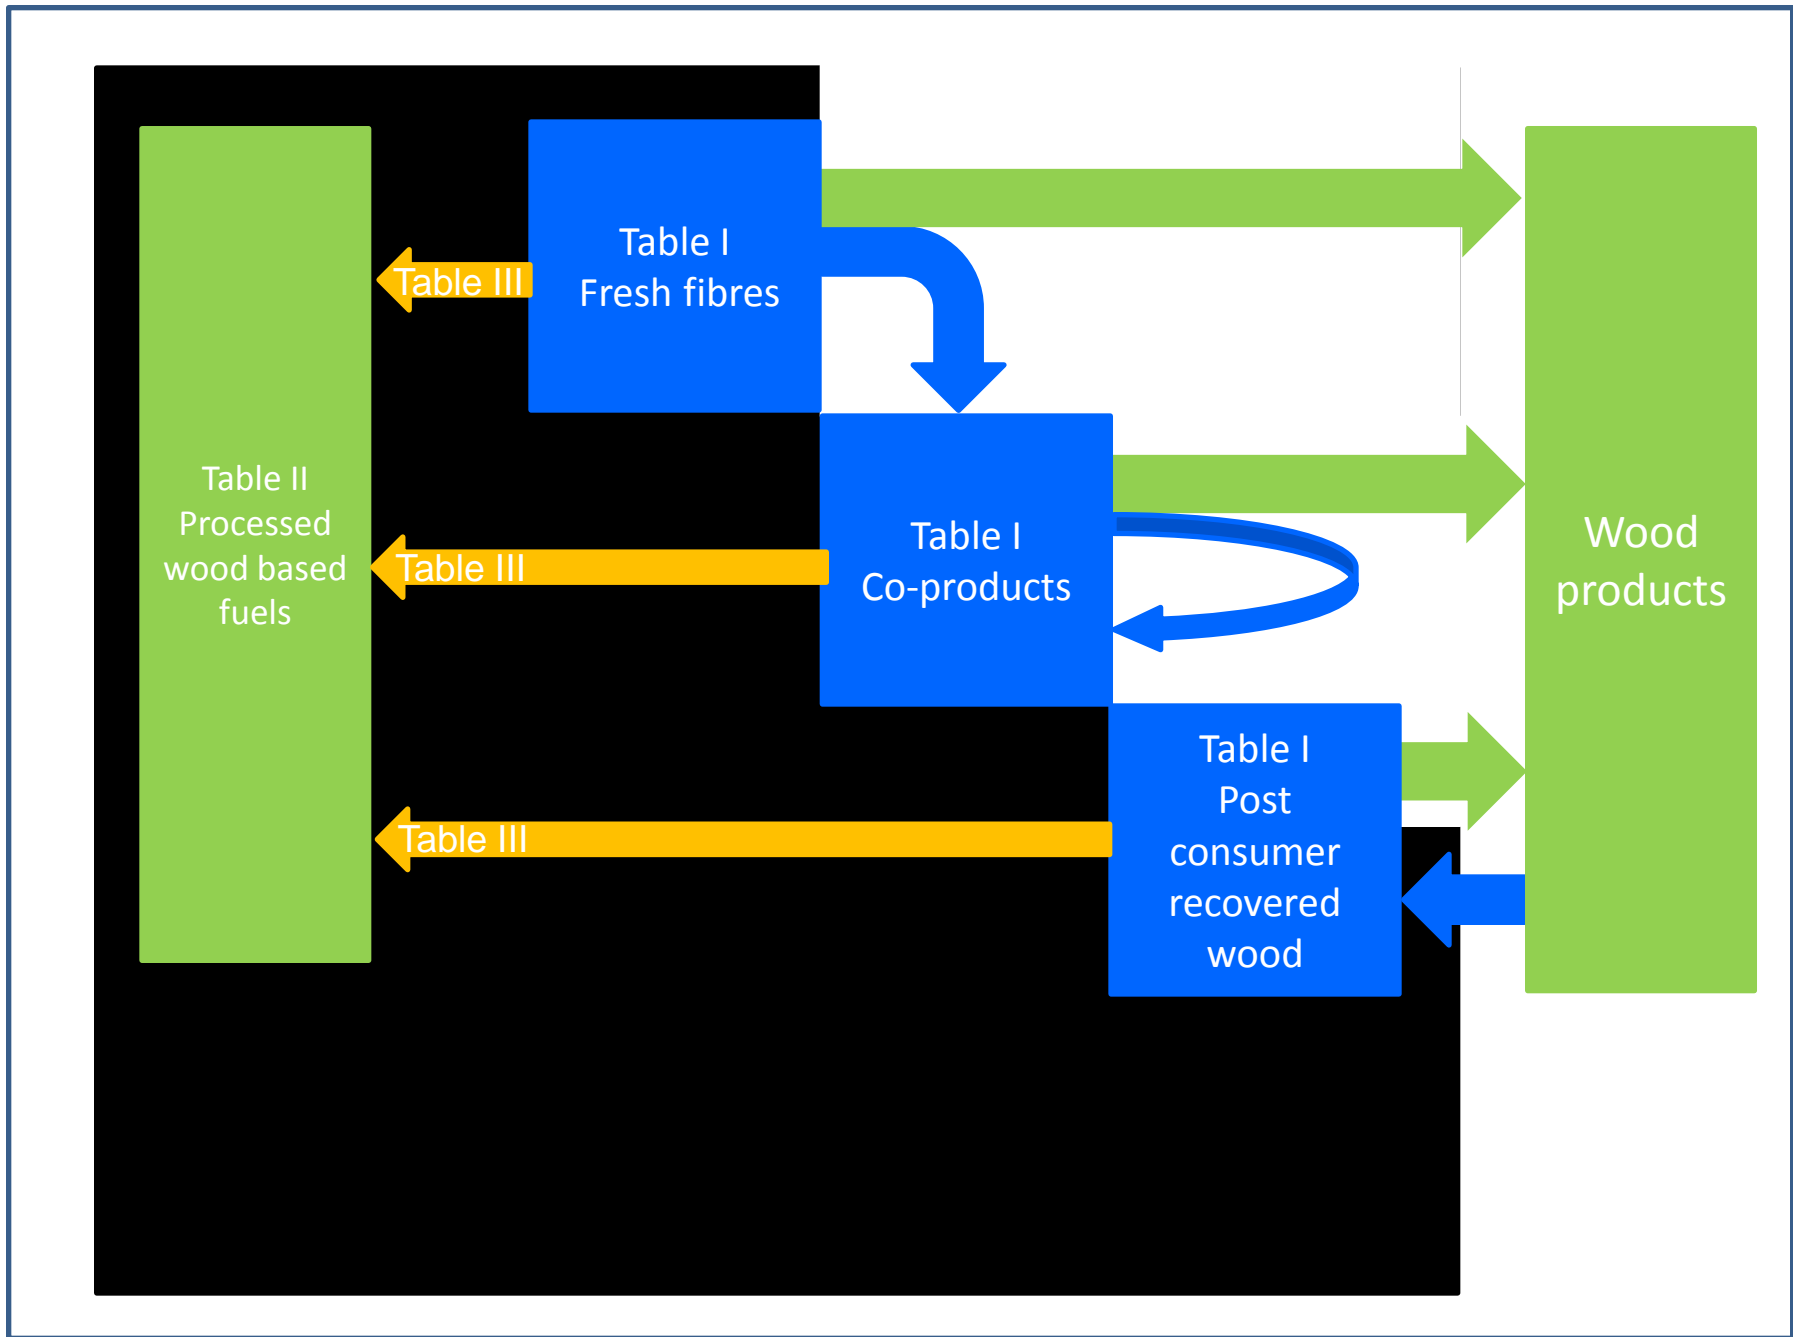 Table I
Fresh fibres
Table III
Table II
Processed
wood based
fuels
Table III
Table I
Co-products
Wood
products
Table I
Post
consumer
recovered
wood
Table III